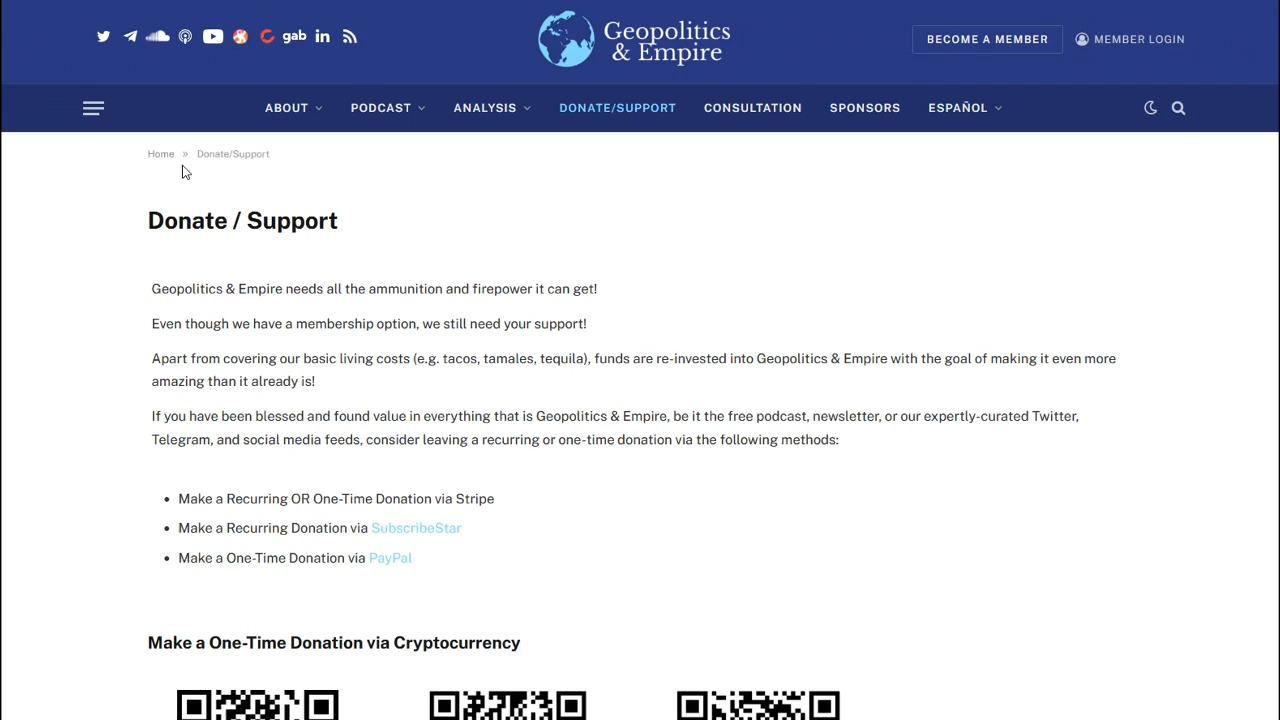 gab
Geopolitics
& Empire
BECOME A MEMBER
MEMBER LOGIN
ABOUT
PODCAST
ANALYSIS
DONATE/SUPPORT
CONSULTATION
SPONSORS
ESPAÑOL
Home » Donate/Support
Donate / Support
Geopolitics & Empire needs all the ammunition and firepower it can get!
Even though we have a membership option, we still need your support!
Apart from covering our basic living costs (e.g. tacos, tamales, tequila), funds are re-invested into Geopolitics & Empire with the goal of making it even more
amazing than it already is!
If you have been blessed and found value in everything that is Geopolitics & Empire, be it the free podcast, newsletter, or our expertly-curated Twitter,
Telegram, and social media feeds, consider leaving a recurring or one-time donation via the following methods:
• Make a Recurring OR One-Time Donation via Stripe
• Make a Recurring Donation via SubscribeStar
• Make a One-Time Donation via PayPal
Make a One-Time Donation via Cryptocurrency